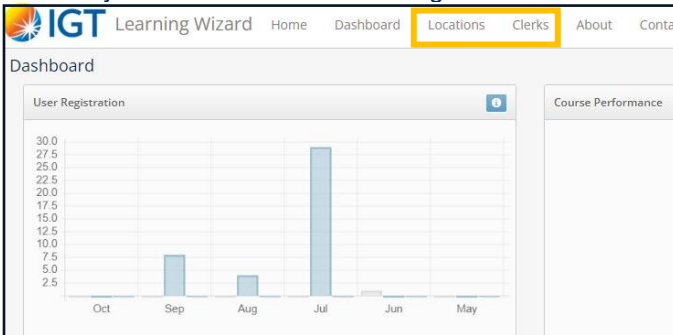 IGT Learning Wizard Home Dashboard Locations Clerks About Conta
Dashboard
User Registration
Course Performance
30.0
27.5
25.0
22.5
20.0
17.5
15.0
12.5
10.0
7.5
5.0
2.5
Oct Sep Aug Jul Jun May